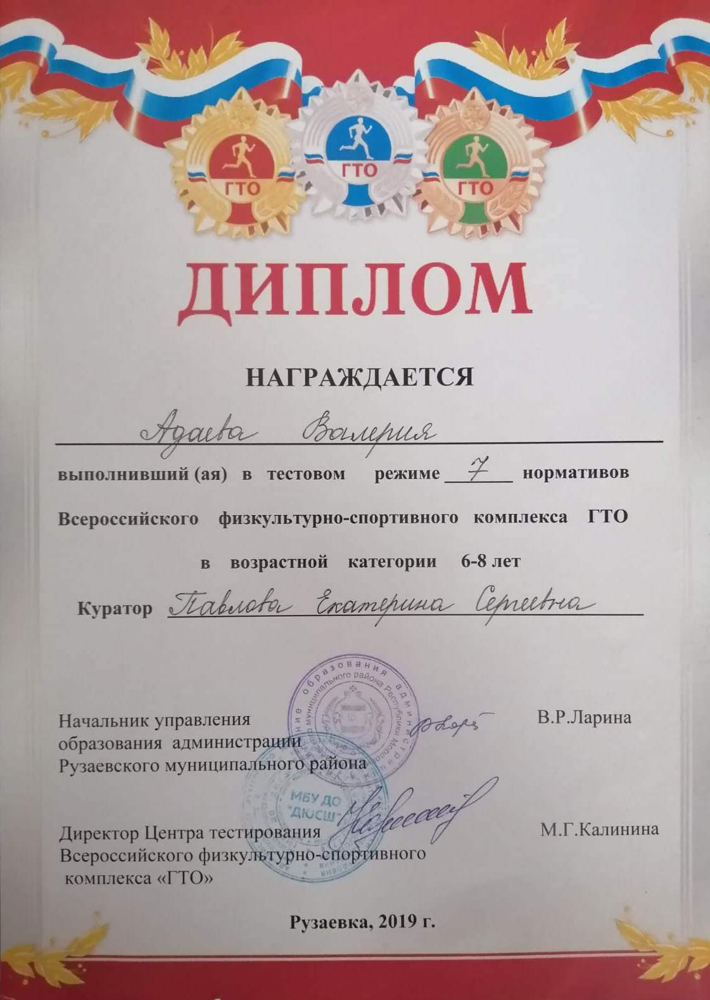 ГТО ГТО ГТО
ДИПЛОМ
НАГРАЖДАЕТСЯ
Адаева Валерия
выполнивший (ая) в тестовом режиме 7 нормативов
Всероссийского физкультурно-спортивного комплекса ГТО
в возрастной категории 6-8 лет
Куратор Павлова Екатерина Сергеевна
образования админист
муниципального района Республики
Начальник управления В.Р.Ларина
образования администрации
Рузаевского муниципального района
МБУ ДО
"ДЮСШ"
Директор Центра тестирования М.Г.Калинина
Всероссийского физкультурно-спортивного
комплекса «ГТО»
Рузаевка, 2019 г.